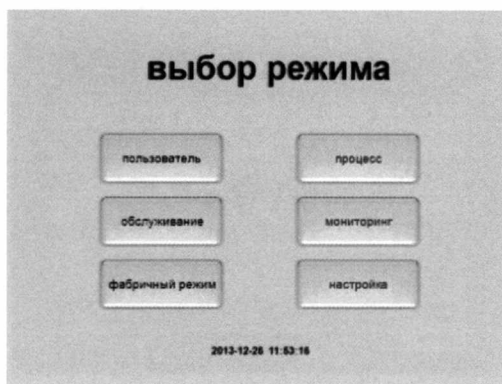 выбор режима
пользователь
процесс
обслуживание
мониторинг
фабричный режим
настройка
2013-12-26 11:53:16